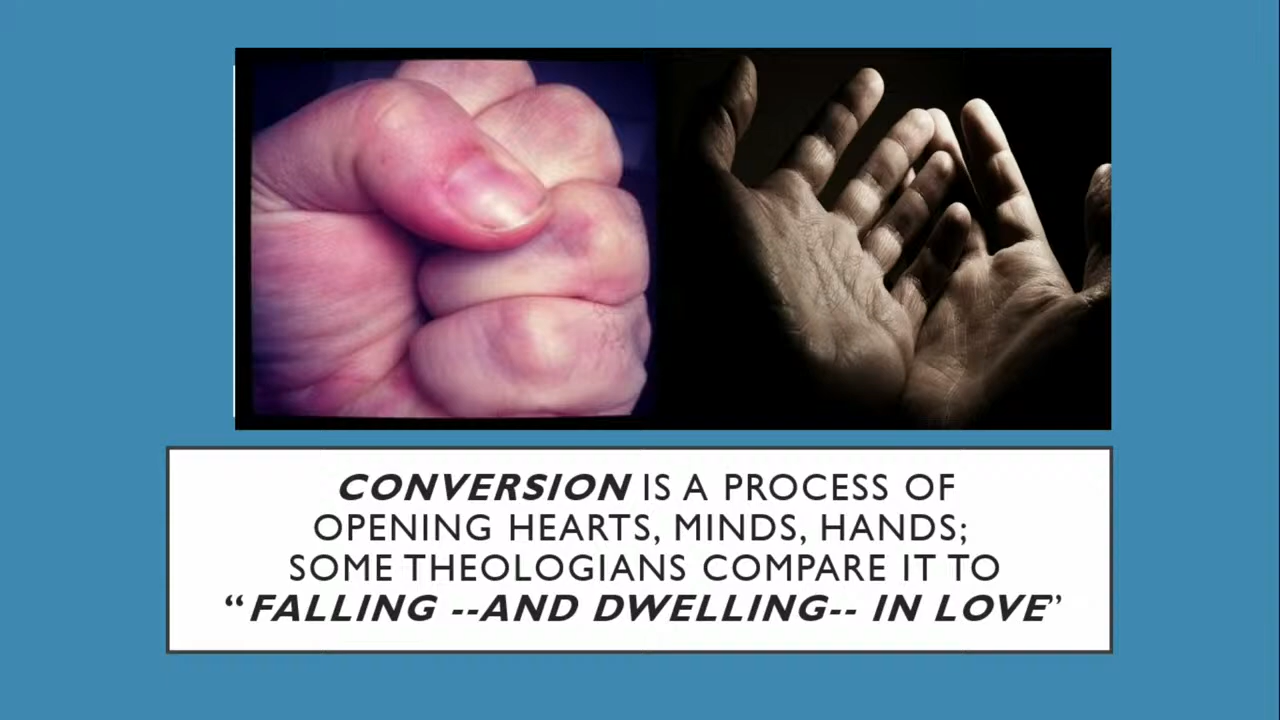 CONVERSION IS A PROCESS OF
OPENING HEARTS, MINDS, HANDS;
SOME THEOLOGIANS COMPARE IT TO
“FALLING --AND DWELLING-- IN LOVE”